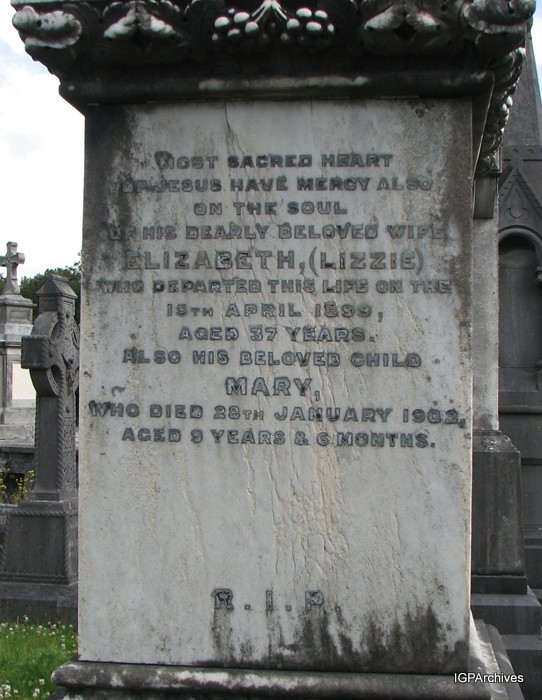 MOST SACRED HEART
OF JESUS HAVE MERCY ALSO
ON THE SOUL
OF HIS DEARLY BELOVED WIFE
ELIZABETH, (LIZZIE)
WHO DEPARTED THIS LIFE ON THE
15TH APRIL 1899,
AGED 37 YEARS.
ALSO HIS BELOVED CHILD
MARY,
WHO DIED 28TH JANUARY 1902,
AGED 9 YEARS & 6 MONTHS.
R.I.P.
IGPArchives